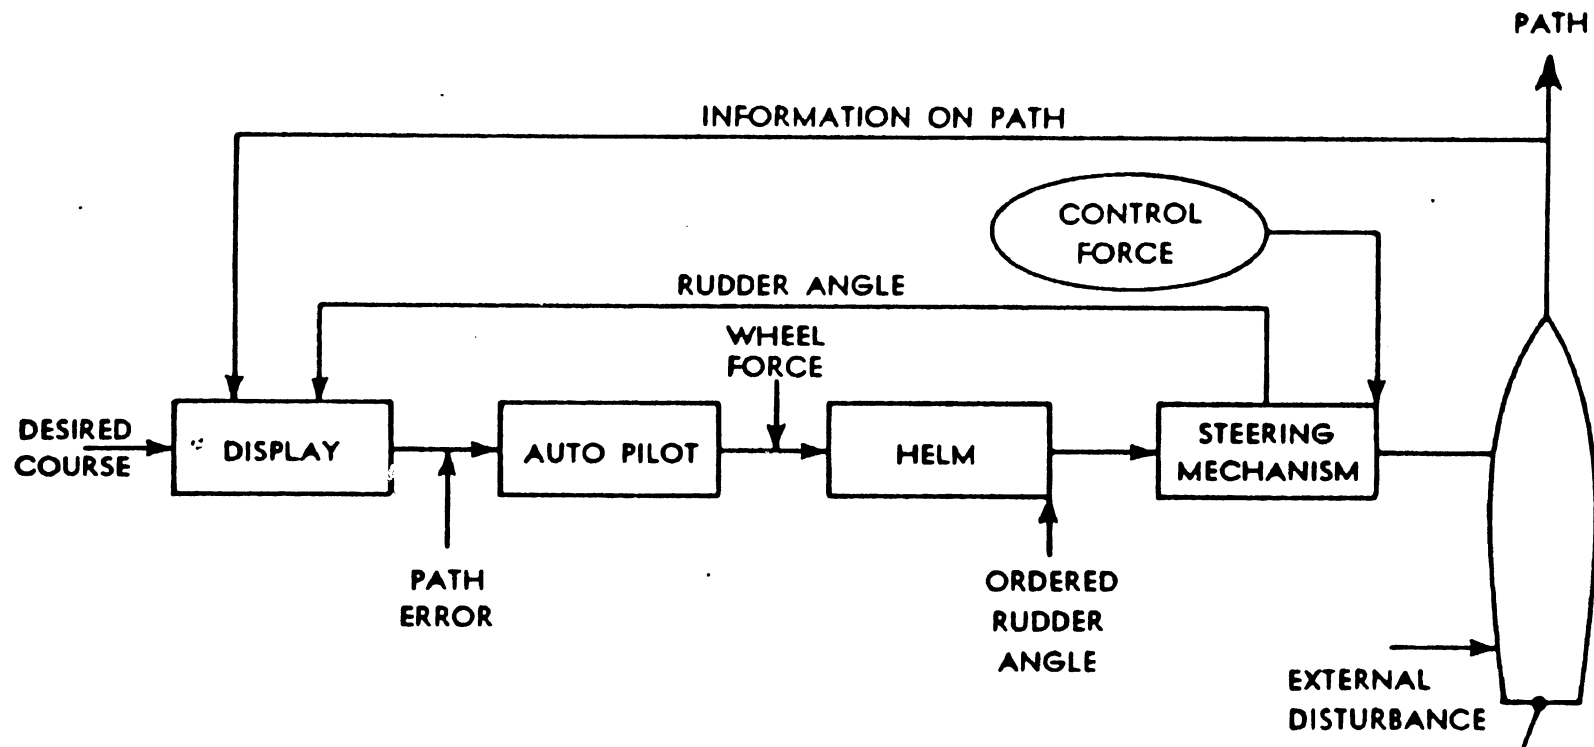 PATH
INFORMATION ON PATH
CONTROL
FORCE
RUDDER ANGLE
WHEEL
FORCE
DESIRED
COURSE
DISPLAY
AUTO PILOT
HELM
STEERING
MECHANISM
PATH
ERROR
ORDERED
RUDDER
ANGLE
EXTERNAL
DISTURBANCE